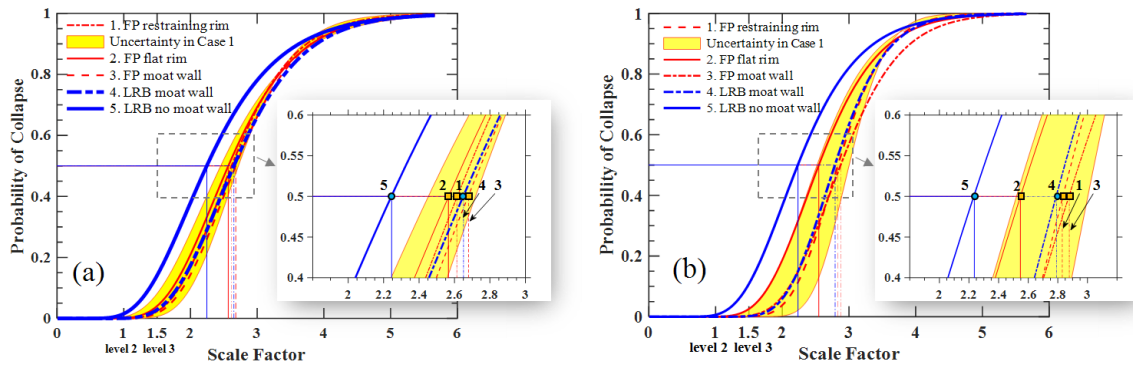 1. FP restraining rim
Uncertainty in Case 1
2. FP flat rim
3. FP moat wall
4. LRB moat wall
5. LRB no moat wall
Probability of Collapse
1
0.8
0.6
0.4
0.2
0
0 1 2 3 4 5 6
level 2 level 3
Scale Factor
(a)
0.6
0.55
0.5
0.45
0.4
2 2.2 2.4 2.6 2.8 3
5 2 1 4 3
1. FP restraining rim
Uncertainty in Case 1
2. FP flat rim
3. FP moat wall
4. LRB moat wall
5. LRB no moat wall
Probability of Collapse
1
0.8
0.6
0.4
0.2
0
0 1 2 3 4 5 6
level 2 level 3
Scale Factor
(b)
0.6
0.55
0.5
0.45
0.4
2 2.2 2.4 2.6 2.8 3
5 2 4 1 3